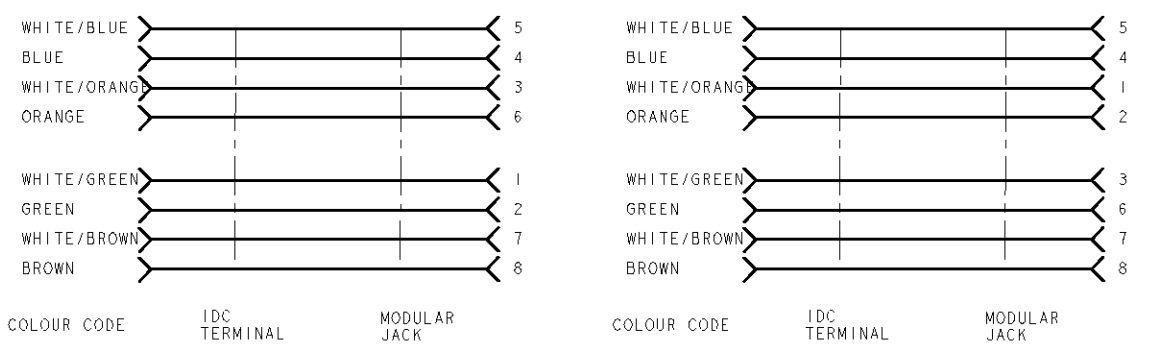 WHITE/BLUE 5
BLUE 4
WHITE/ORANGE 3
ORANGE 6
WHITE/GREEN 1
GREEN 2
WHITE/BROWN 7
BROWN 8
COLOUR CODE
IDC
TERMINAL
MODULAR
JACK
WHITE/BLUE 5
BLUE 4
WHITE/ORANGE 1
ORANGE 2
WHITE/GREEN 3
GREEN 6
WHITE/BROWN 7
BROWN 8
COLOUR CODE
IDC
TERMINAL
MODULAR
JACK